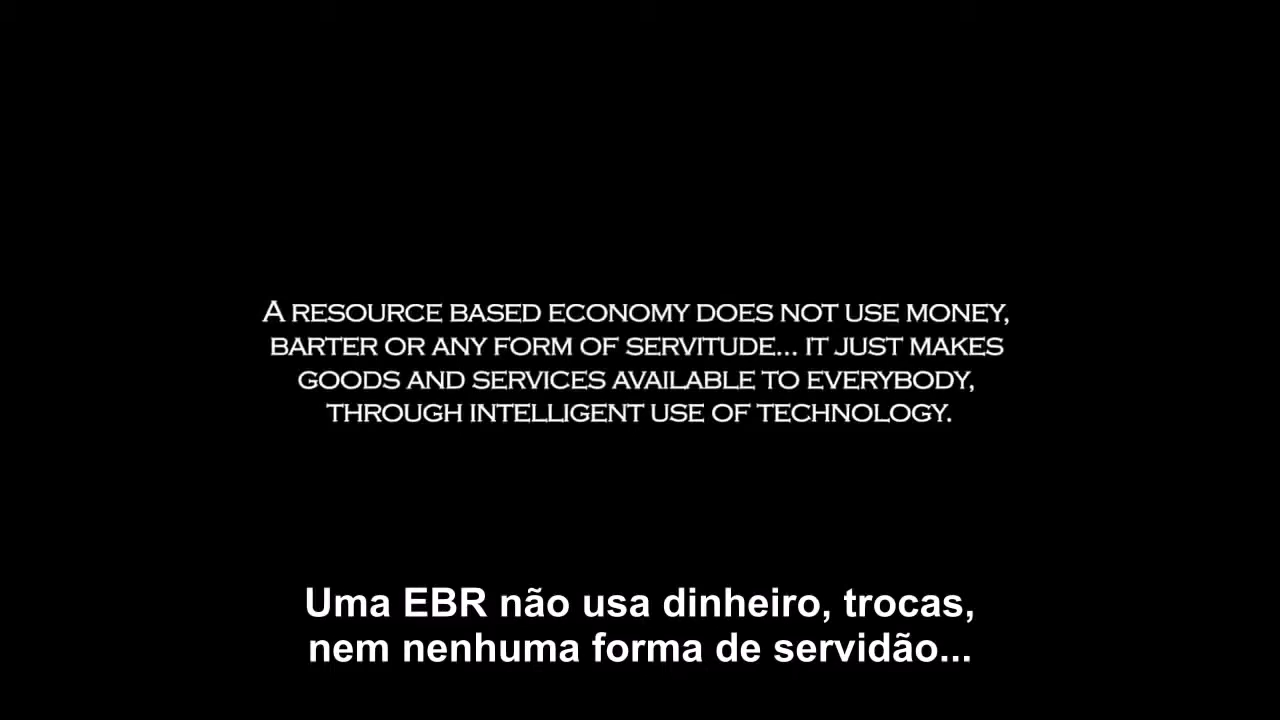 A RESOURCE BASED ECONOMY DOES NOT USE MONEY,
BARTER OR ANY FORM OF SERVITUDE... IT JUST MAKES
GOODS AND SERVICES AVAILABLE TO EVERYBODY,
THROUGH INTELLIGENT USE OF TECHNOLOGY.
Uma EBR não usa dinheiro, trocas,
nem nenhuma forma de servidão...